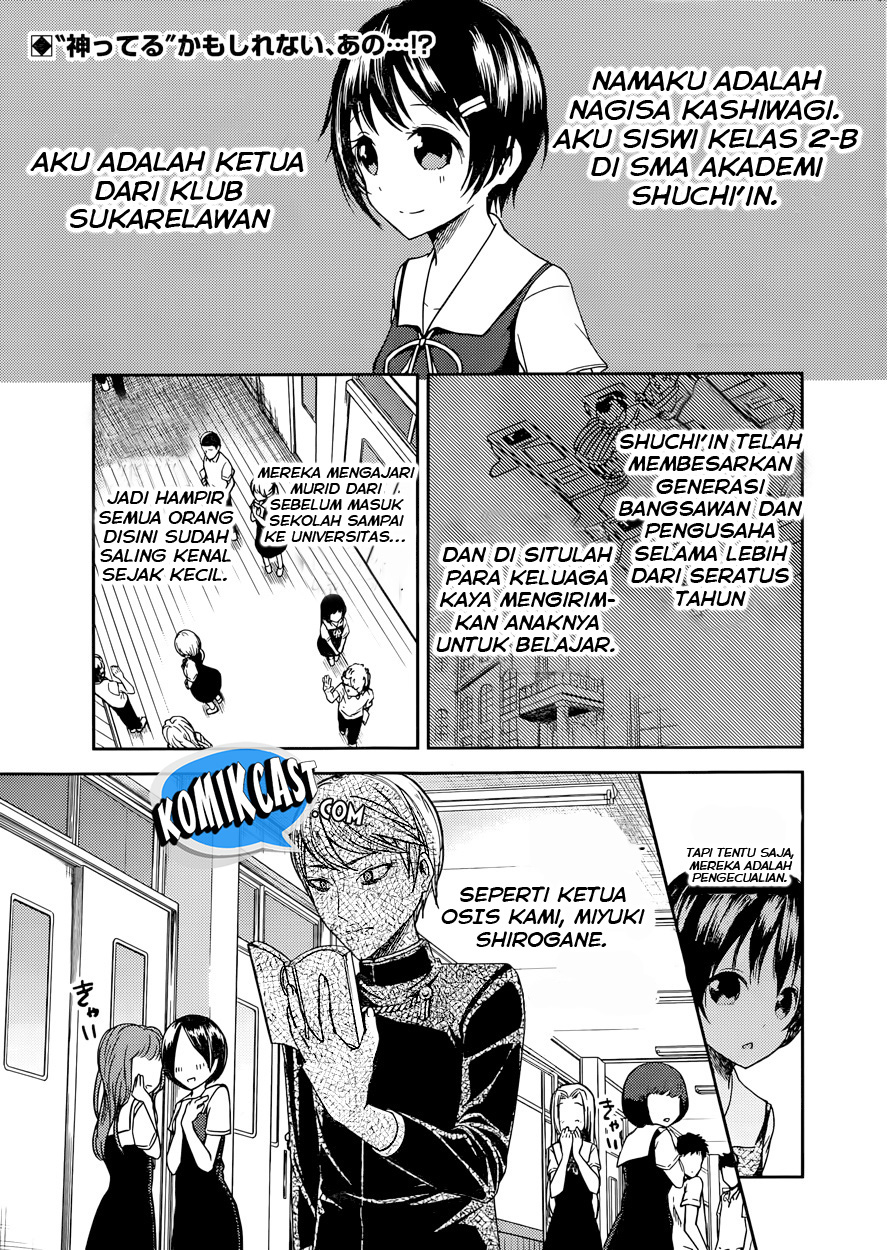 "神ってる"かもしれない、あの…!?
NAMAKU ADALAH
NAGISA KASHIWAGI.
AKU SISWI KELAS 2-B
DI SMA AKADEMI
SHUCHI'IN.
AKU ADALAH KETUA
DARI KLUB
SUKARELAWAN
SHUCHI'IN TELAH
MEMBESARKAN
GENERASI
BANGSAWAN DAN
PENGUSAHA
SELAMA LEBIH
DARI SERATUS
TAHUN
DAN DI SITULAH
PARA KELUAGA
KAYA MENGIRIM-
KAN ANAKNYA
UNTUK BELAJAR.
MEREKA MENGAJARI
MURID DARI
SEBELUM MASUK
SEKOLAH SAMPAI
KE UNIVERSITAS...
JADI HAMPIR
SEMUA ORANG
DISINI SUDAH
SALING KENAL
SEJAK KECIL.
TAPI TENTU SAJA,
MEREKA ADALAH
PENGECUALIAN.
SEPERTI KETUA
OSIS KAMI, MIYUKI
SHIROGANE.
きゃい
きゃい
KOMIKCAST
.COM